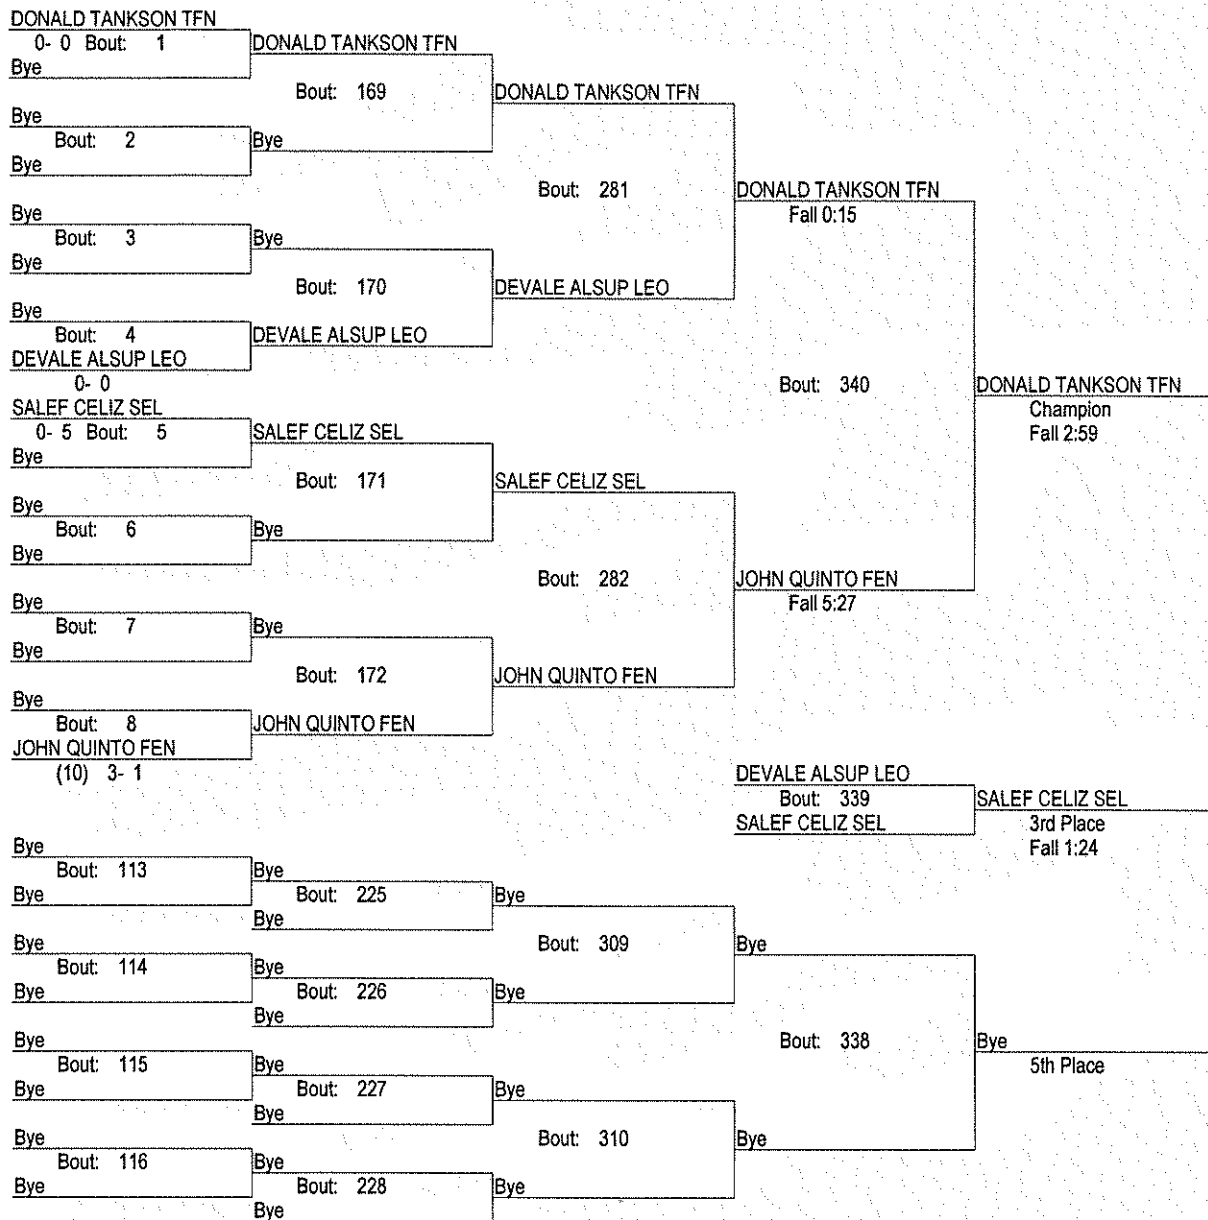 DONALD TANKSON TFN
0- 0 Bout: 1
Bye
Bye
Bout: 2
Bye
Bye
Bout: 3
Bye
Bye
Bout: 4
DEVALE ALSUP LEO
0- 0
SALEF CELIZ SEL
0- 5 Bout: 5
Bye
Bye
Bout: 6
Bye
Bye
Bout: 7
Bye
Bye
Bout: 8
JOHN QUINTO FEN
(10) 3- 1
DONALD TANKSON TFN
Bout: 169
Bye
Bye
Bout: 170
DEVALE ALSUP LEO
SALEF CELIZ SEL
Bout: 171
Bye
Bye
Bout: 172
JOHN QUINTO FEN
DONALD TANKSON TFN
Bout: 281
DEVALE ALSUP LEO
SALEF CELIZ SEL
Bout: 282
JOHN QUINTO FEN
DONALD TANKSON TFN
Fall 0:15
Bout: 340
JOHN QUINTO FEN
Fall 5:27
DONALD TANKSON TFN
Champion
Fall 2:59
DEVALE ALSUP LEO
Bout: 339
SALEF CELIZ SEL
SALEF CELIZ SEL
3rd Place
Fall 1:24
Bye
Bout: 113
Bye
Bye
Bout: 114
Bye
Bye
Bout: 115
Bye
Bye
Bout: 116
Bye
Bye
Bout: 225
Bye
Bye
Bout: 226
Bye
Bye
Bout: 227
Bye
Bye
Bout: 228
Bye
Bye
Bout: 309
Bye
Bye
Bout: 310
Bye
Bye
Bout: 338
Bye
Bye
5th Place